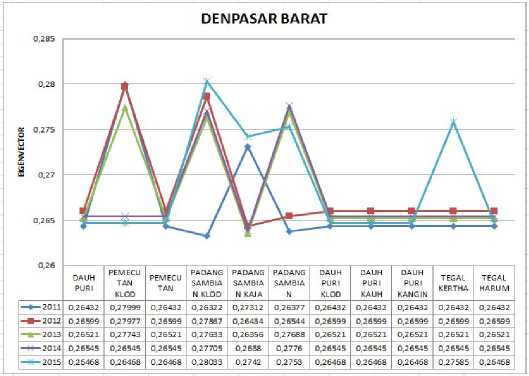 DENPASAR BARAT
0,285
0,28
0,275
0,27
0,265
0,26
EIGENVECTOR
DAUH PURI PEMECU TAN KLOD PEMECU TAN PADANG SAMBIA N KLOD PADANG SAMBIA N KAJA PADANG SAMBIA N DAUH PURI KLOD DAUH PURI KAUH DAUH PURI KANGIN TEGAL KERTHA TEGAL HARUM
2011 0,26432 0,27999 0,26432 0,26322 0,27312 0,26377 0,26432 0,26432 0,26432 0,26432 0,26432
2012 0,26599 0,27977 0,26599 0,27867 0,26434 0,26544 0,26599 0,26599 0,26599 0,26599 0,26599
2013 0,26521 0,27743 0,26521 0,27633 0,26356 0,27688 0,26521 0,26521 0,26521 0,26521 0,26521
2014 0,26545 0,26545 0,26545 0,27705 0,2638 0,2776 0,26545 0,26545 0,26545 0,26545 0,26545
2015 0,26468 0,26468 0,26468 0,28033 0,2742 0,2753 0,26468 0,26468 0,26468 0,27585 0,26468